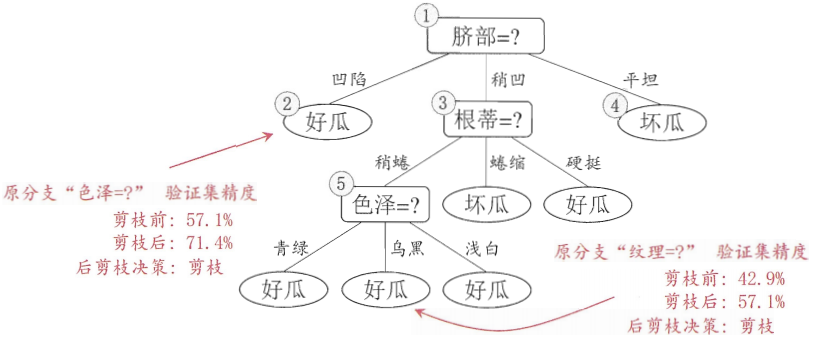 ① 脐部=?
凹陷 稍凹 平坦
② 好瓜
③ 根蒂=?
④ 坏瓜
稍蜷 蜷缩 硬挺
⑤ 色泽=?
坏瓜 好瓜
青绿 乌黑 浅白
好瓜 好瓜 好瓜
原分支“色泽=?” 验证集精度
剪枝前: 57.1%
剪枝后: 71.4%
后剪枝决策: 剪枝
原分支“纹理=?” 验证集精度
剪枝前: 42.9%
剪枝后: 57.1%
后剪枝决策: 剪枝